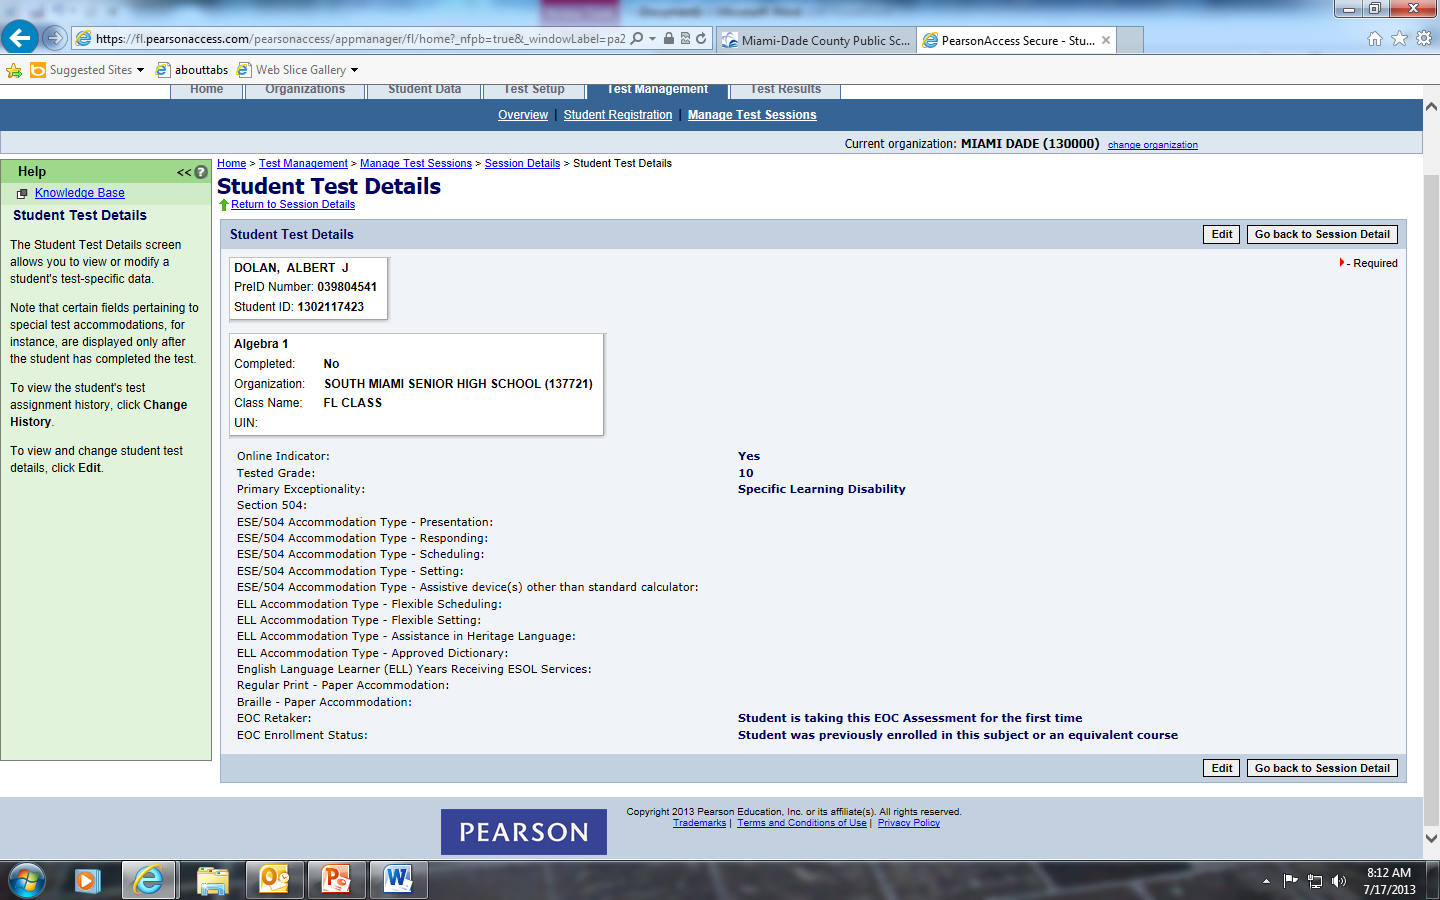 https://fl.pearsonaccess.com/pearsonaccess/appmanager/fl/home?_nfpb=true&_windowLabel=pa2
Miami-Dade County Public Sc...
PearsonAccess Secure - Stu...
Suggested Sites
abouttabs
Web Slice Gallery
Home
Organizations
Student Data
Test Setup
Test Management
Test Results
Overview | Student Registration | Manage Test Sessions
Current organization: MIAMI DADE (130000) change organization
Help <<
Knowledge Base
Student Test Details
The Student Test Details screen
allows you to view or modify a
student's test-specific data.
Note that certain fields pertaining to
special test accommodations, for
instance, are displayed only after
the student has completed the test.
To view the student's test
assignment history, click Change
History.
To view and change student test
details, click Edit.
Home > Test Management > Manage Test Sessions > Session Details > Student Test Details
Student Test Details
Return to Session Details
Student Test Details
Edit
Go back to Session Detail
- Required
DOLAN, ALBERT J
PreID Number: 039804541
Student ID: 1302117423
Algebra 1
Completed: No
Organization: SOUTH MIAMI SENIOR HIGH SCHOOL (137721)
Class Name: FL CLASS
UIN:
Online Indicator: Yes
Tested Grade: 10
Primary Exceptionality: Specific Learning Disability
Section 504:
ESE/504 Accommodation Type - Presentation:
ESE/504 Accommodation Type - Responding:
ESE/504 Accommodation Type - Scheduling:
ESE/504 Accommodation Type - Setting:
ESE/504 Accommodation Type - Assistive device(s) other than standard calculator:
ELL Accommodation Type - Flexible Scheduling:
ELL Accommodation Type - Flexible Setting:
ELL Accommodation Type - Assistance in Heritage Language:
ELL Accommodation Type - Approved Dictionary:
English Language Learner (ELL) Years Receiving ESOL Services:
Regular Print - Paper Accommodation:
Braille - Paper Accommodation:
EOC Retaker: Student is taking this EOC Assessment for the first time
EOC Enrollment Status: Student was previously enrolled in this subject or an equivalent course
Edit
Go back to Session Detail
PEARSON
Copyright 2013 Pearson Education, Inc. or its affiliate(s). All rights reserved.
Trademarks | Terms and Conditions of Use | Privacy Policy
8:12 AM
7/17/2013